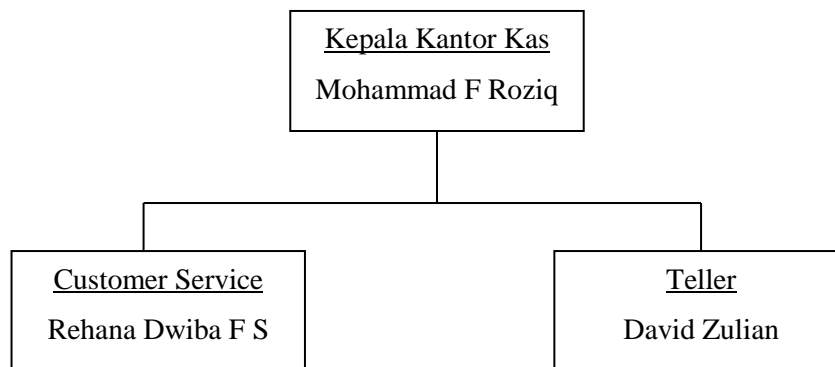 Kepala Kantor Kas
Mohammad F Roziq
Customer Service
Rehana Dwiba F S
Teller
David Zulian